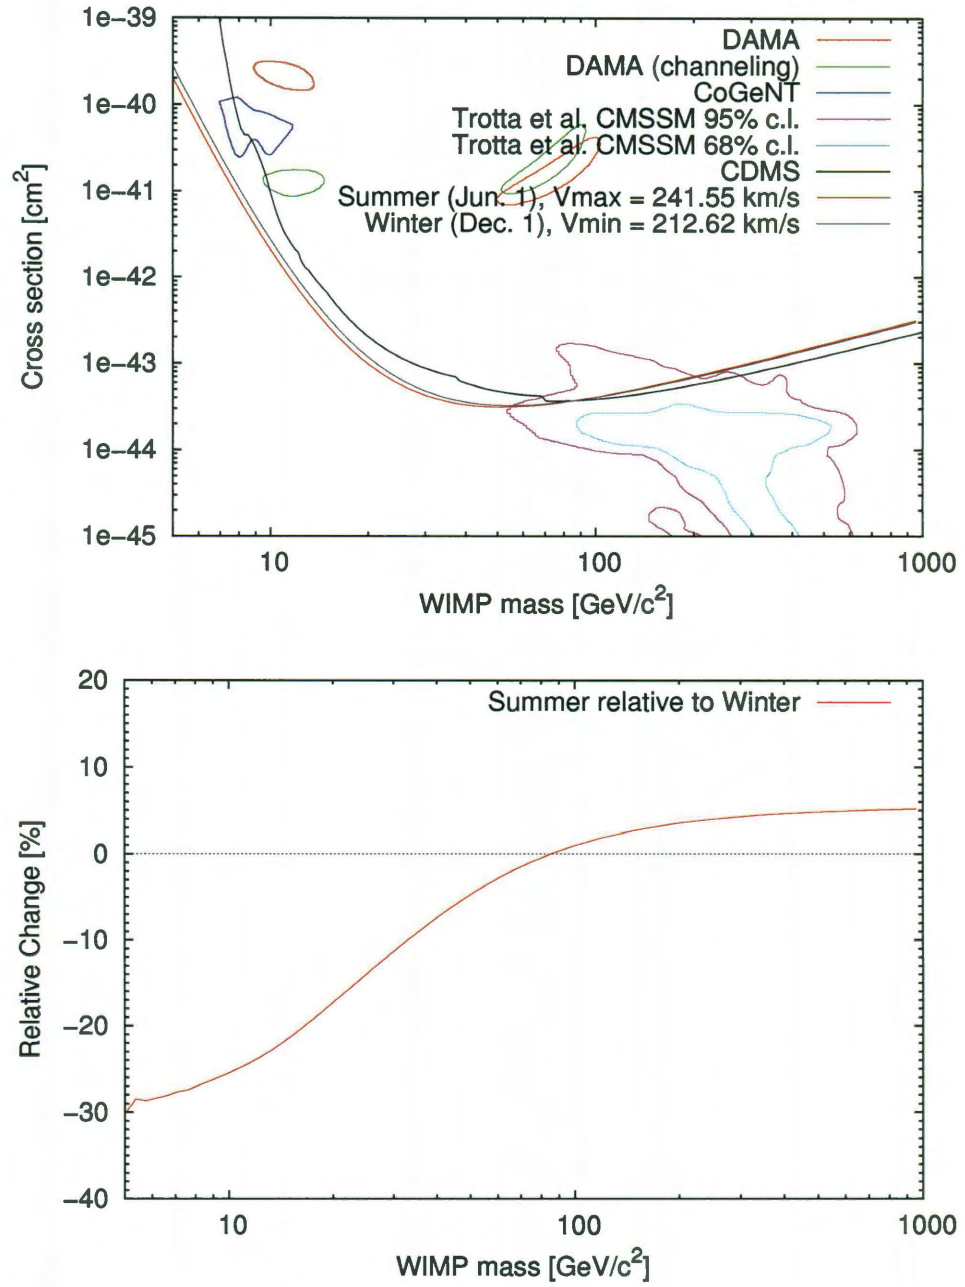 1e−39
1e−40
1e−41
1e−42
1e−43
1e−44
1e−45
Cross section [cm²]
DAMA
DAMA (channeling)
CoGeNT
Trotta et al. CMSSM 95% c.l.
Trotta et al. CMSSM 68% c.l.
CDMS
Summer (Jun. 1), Vmax = 241.55 km/s
Winter (Dec. 1), Vmin = 212.62 km/s
10 100 1000
WIMP mass [GeV/c²]
20
10
0
−10
−20
−30
−40
Relative Change [%]
Summer relative to Winter
10 100 1000
WIMP mass [GeV/c²]